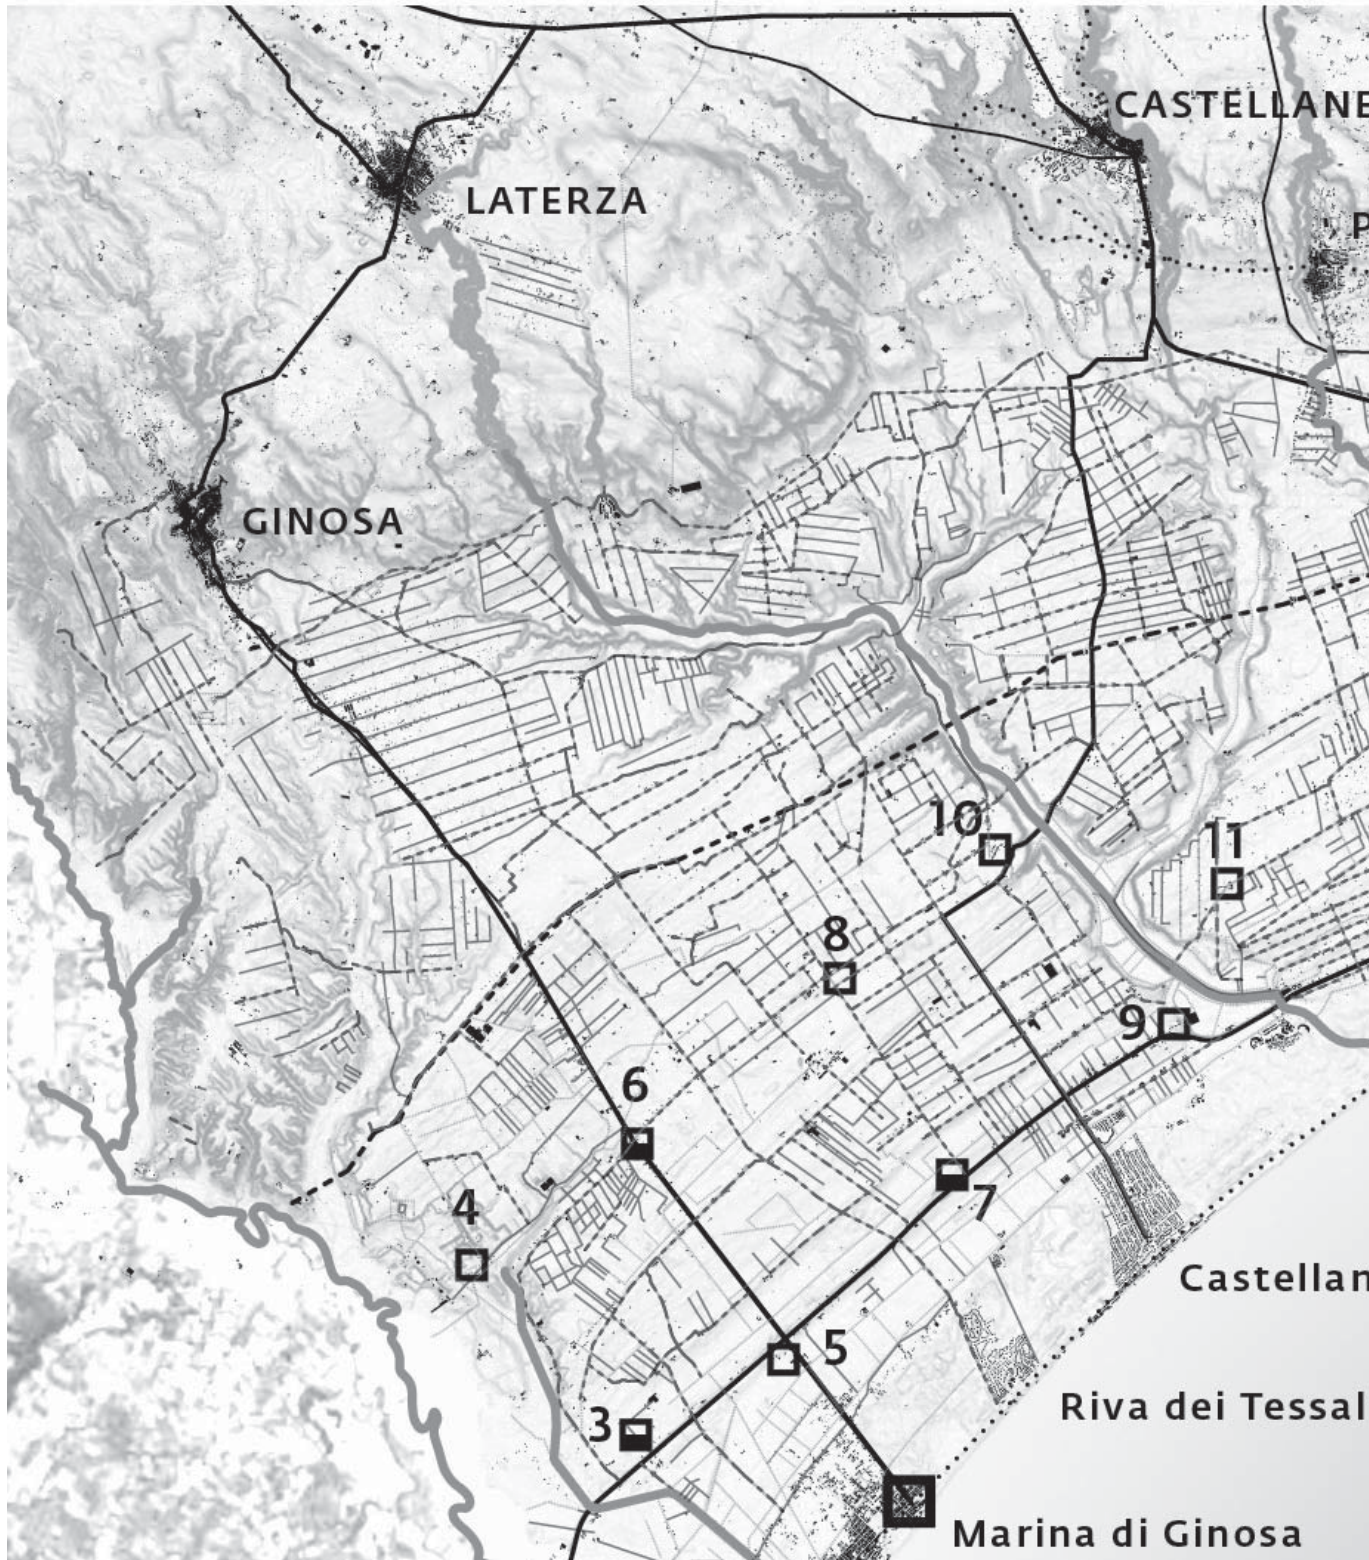 CASTELLANE
LATERZA
P
GINOSA
10
11
8
9
6
4
7
Castellan
5
Riva dei Tessal
3
Marina di Ginosa